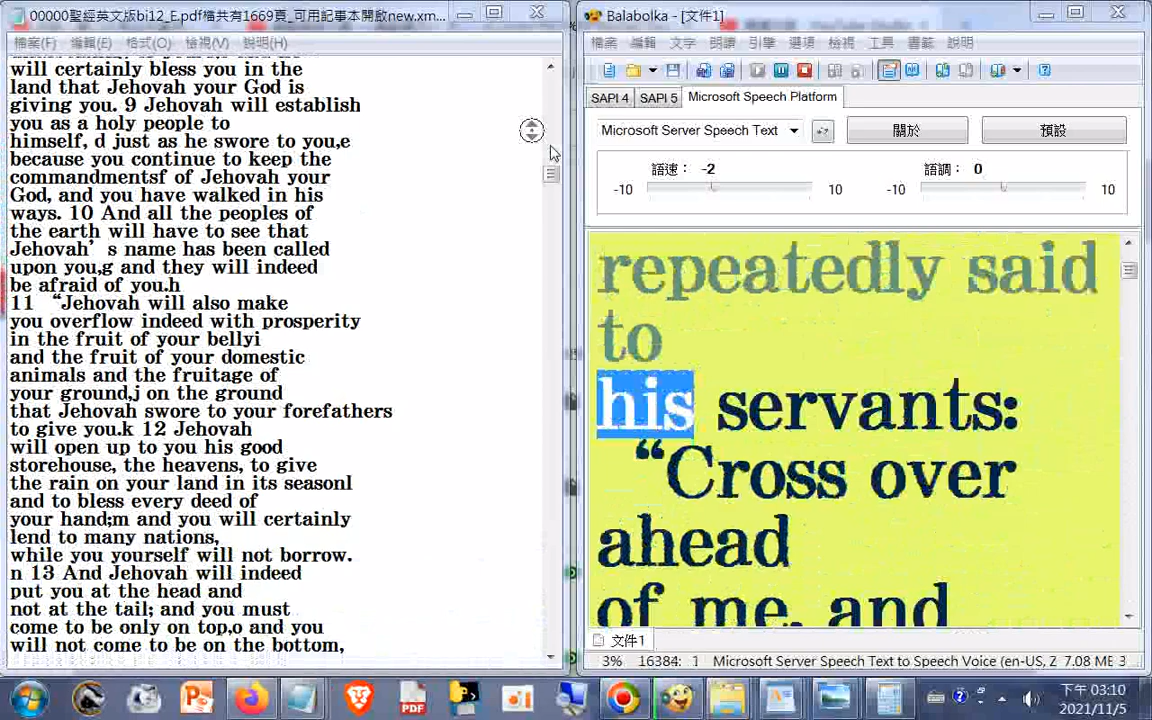 00000聖經英文版bi12_E.pdf檔共有1669頁_可用記事本開啟new.xm...
檔案(F) 編輯(E) 格式(O) 檢視(V) 說明(H)
will certainly bless you in the
land that Jehovah your God is
giving you. 9 Jehovah will establish
you as a holy people to
himself, d just as he swore to you,e
because you continue to keep the
commandmentsf of Jehovah your
God, and you have walked in his
ways. 10 And all the peoples of
the earth will have to see that
Jehovah’s name has been called
upon you,g and they will indeed
be afraid of you.h
11 “Jehovah will also make
you overflow indeed with prosperity
in the fruit of your bellyi
and the fruit of your domestic
animals and the fruitage of
your ground,j on the ground
that Jehovah swore to your forefathers
to give you.k 12 Jehovah
will open up to you his good
storehouse, the heavens, to give
the rain on your land in its seasonl
and to bless every deed of
your hand;m and you will certainly
lend to many nations,
while you yourself will not borrow.
n 13 And Jehovah will indeed
put you at the head and
not at the tail; and you must
come to be only on top,o and you
will not come to be on the bottom,
Balabolka - [文件1]
檔案 編輯 文字 朗讀 引擎 選項 檢視 工具 書籤 說明
SAPI 4 SAPI 5 Microsoft Speech Platform
Microsoft Server Speech Text 關於 預設
語速: -2 語調: 0
-10 10 -10 10
repeatedly said
to
his servants:
“Cross over
ahead
of me, and
文件1
3% 16384: 1 Microsoft Server Speech Text to Speech Voice (en-US, Z 7.08 ME 3
PDF
下午 03:10
2021/11/5